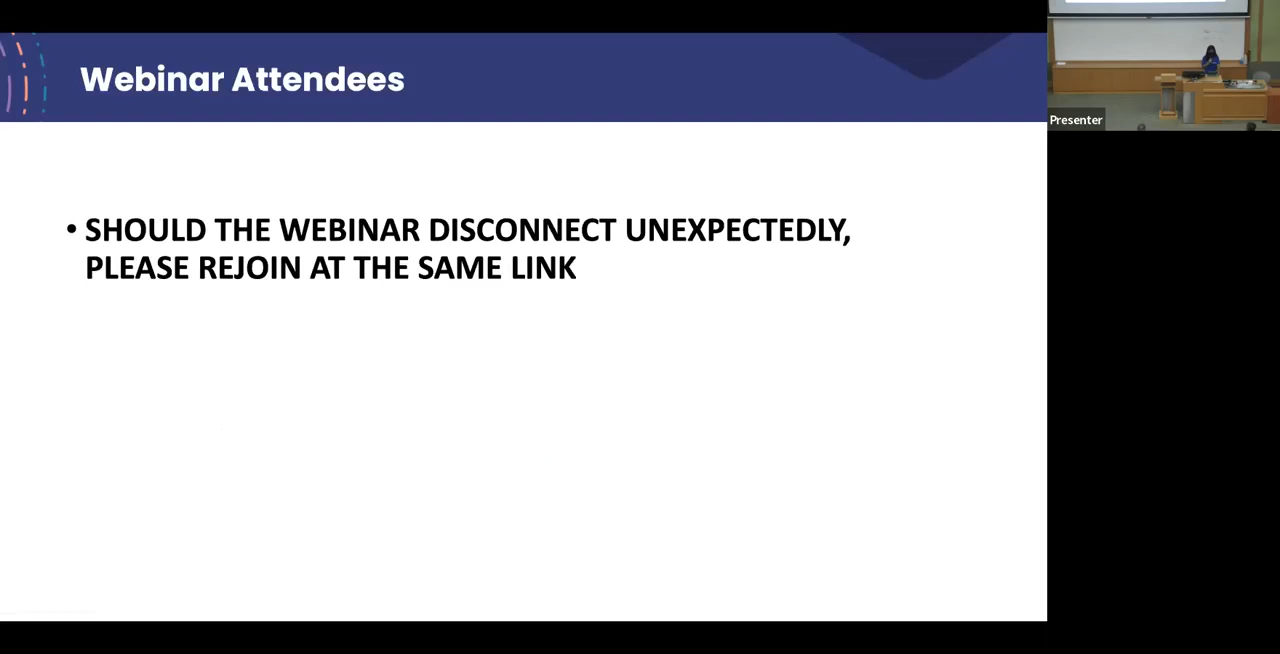 Webinar Attendees
• SHOULD THE WEBINAR DISCONNECT UNEXPECTEDLY,
PLEASE REJOIN AT THE SAME LINK
Presenter